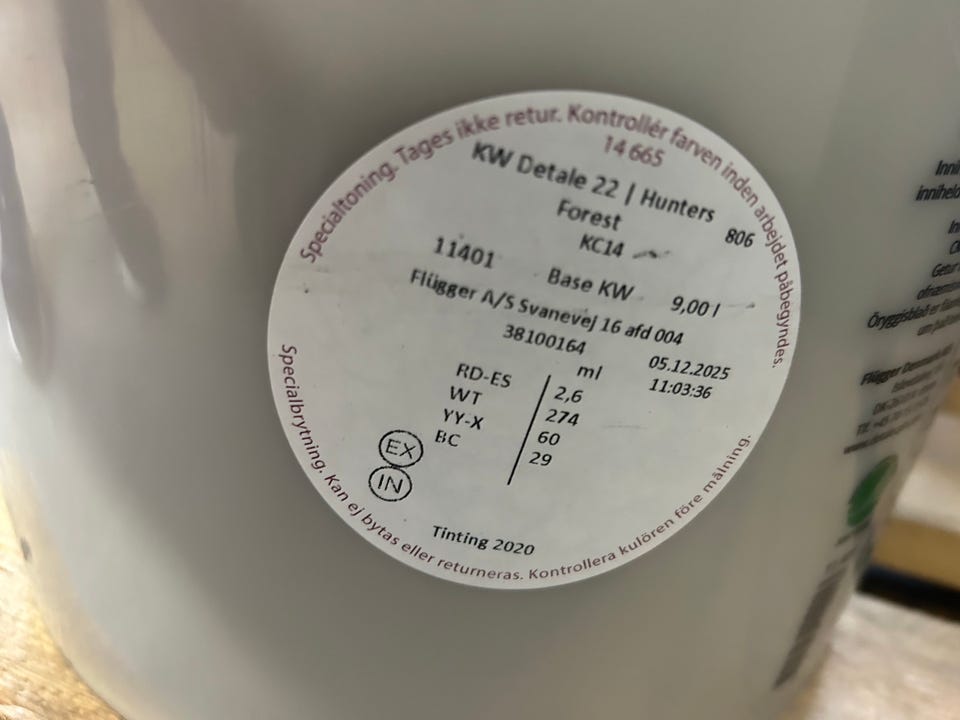 Specialtoning. Tages ikke retur. Kontrollér farven inden arbejdet påbegyndes.
14 665
KW Detale 22 | Hunters
Forest
806
KC14
11401 Base KW 9,00 l
Flügger A/S Svanevej 16 afd 004
38100164
05.12.2025
11:03:36
ml
RD-ES 2,6
WT 274
YY-X 60
BC 29
EX
IN
Tinting 2020
Specialbrytning. Kan ej bytas eller returneras. Kontrollera kulören före målning.